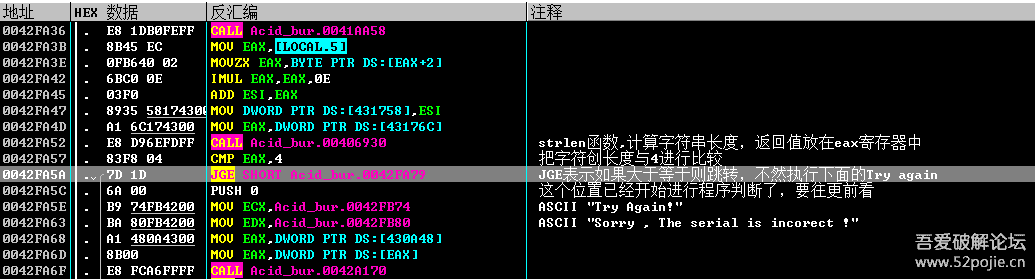 地址 HEX 数据 反汇编 注释
0042FA36 . E8 1DB0FEFF CALL Acid_bur.0041AA58
0042FA3B . 8B45 EC MOV EAX,[LOCAL.5]
0042FA3E . 0FB640 02 MOVZX EAX,BYTE PTR DS:[EAX+2]
0042FA42 . 6BC0 0E IMUL EAX,EAX,0E
0042FA45 . 03F0 ADD ESI,EAX
0042FA47 . 8935 58174300 MOV DWORD PTR DS:[431758],ESI
0042FA4D . A1 6C174300 MOV EAX,DWORD PTR DS:[43176C]
0042FA52 . E8 D96EFDFF CALL Acid_bur.00406930 strlen函数,计算字符串长度，返回值放在eax寄存器中
0042FA57 . 83F8 04 CMP EAX,4 把字符创长度与4进行比较
0042FA5A . 7D 1D JGE SHORT Acid_bur.0042FA79 JGE表示如果大于等于则跳转，不然执行下面的Try again
0042FA5C . 6A 00 PUSH 0 这个位置已经开始进行程序判断了，要往更前看
0042FA5E . B9 74FB4200 MOV ECX,Acid_bur.0042FB74 ASCII "Try Again!"
0042FA63 . BA 80FB4200 MOV EDX,Acid_bur.0042FB80 ASCII "Sorry , The serial is incorect !"
0042FA68 . A1 480A4300 MOV EAX,DWORD PTR DS:[430A48]
0042FA6D . 8B00 MOV EAX,DWORD PTR DS:[EAX]
0042FA6F . E8 FCA6FFFF CALL Acid_bur.0042A170
吾爱破解论坛
www.52pojie.cn